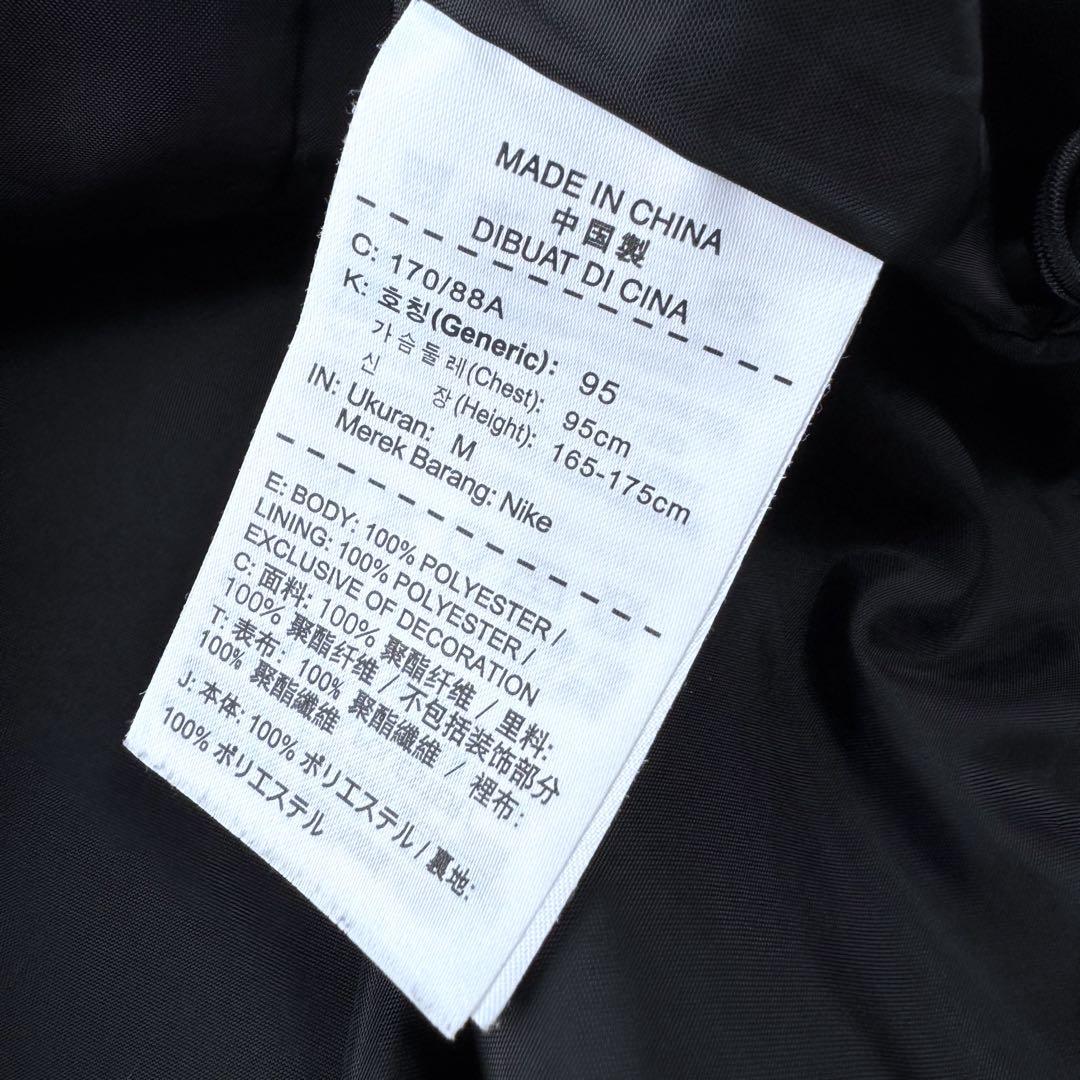 MADE IN CHINA
中国製
DIBUAT DI CINA
C: 170/88A
K: 호칭(Generic): 95
가슴둘레(Chest): 95cm
신 장(Height): 165-175cm
IN: Ukuran: M
Merek Barang: Nike
E: BODY: 100% POLYESTER /
LINING: 100% POLYESTER /
EXCLUSIVE OF DECORATION
C: 面料: 100% 聚酯纤维 / 里料:
100% 聚酯纤维 / 不包括装饰部分
T: 表布: 100% 聚酯纖維 / 裡布:
100% 聚酯纖維
J: 本体: 100% ポリエステル / 裏地:
100% ポリエステル